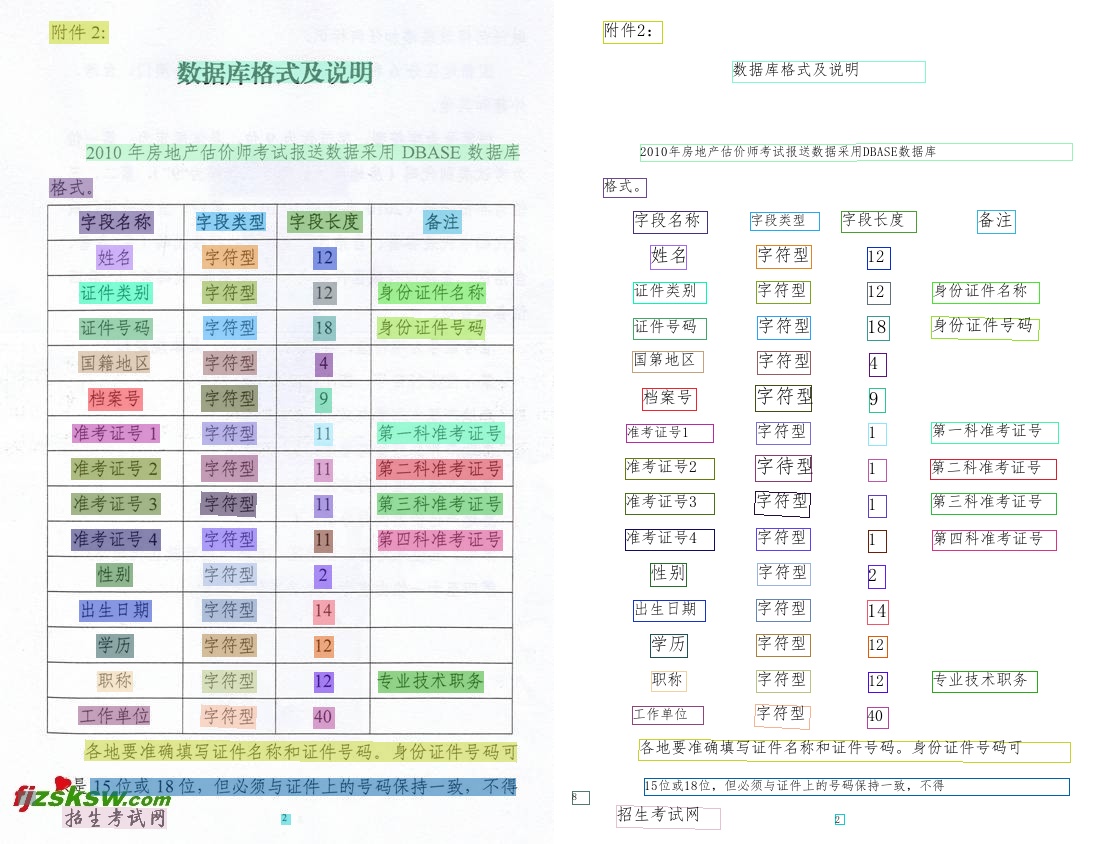 附件 2:
数据库格式及说明
2010 年房地产估价师考试报送数据采用 DBASE 数据库
格式。
字段名称 字段类型 字段长度 备注
姓名 字符型 12
证件类别 字符型 12 身份证件名称
证件号码 字符型 18 身份证件号码
国籍地区 字符型 4
档案号 字符型 9
准考证号 1 字符型 11 第一科准考证号
准考证号 2 字符型 11 第二科准考证号
准考证号 3 字符型 11 第三科准考证号
准考证号 4 字符型 11 第四科准考证号
性别 字符型 2
出生日期 字符型 14
学历 字符型 12
职称 字符型 12 专业技术职务
工作单位 字符型 40
各地要准确填写证件名称和证件号码。身份证件号码可
是 15 位或 18 位，但必须与证件上的号码保持一致，不得
fjzsksw.com
招生考试网
2
附件2：
数据库格式及说明
2010年房地产估价师考试报送数据采用DBASE数据库
格式。
字段名称 字段类型 字段长度 备注
姓名 字符型 12
证件类别 字符型 12 身份证件名称
证件号码 字符型 18 身份证件号码
国第地区 字符型 4
档案号 字符型 9
准考证号1 字符型 1 第一科准考证号
准考证号2 字待型 1 第二科准考证号
准考证号3 字符型 1 第三科准考证号
准考证号4 字符型 1 第四科准考证号
性别 字符型 2
出生日期 字符型 14
学历 字符型 12
职称 字符型 12 专业技术职务
工作单位 字符型 40
各地要准确填写证件名称和证件号码。身份证件号码可
15位或18位，但必须与证件上的号码保持一致，不得
8
招生考试网
2